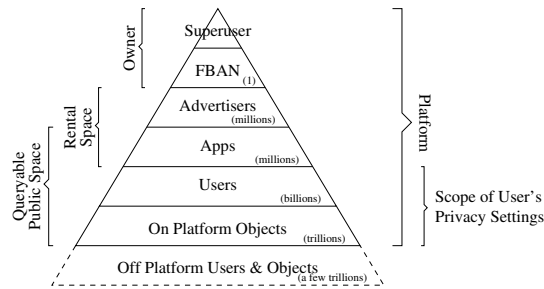 Superuser
FBAN
(1)
Advertisers
(millions)
Apps
(millions)
Users
(billions)
On Platform Objects
(trillions)
Off Platform Users & Objects
(a few trillions)
Owner
Rental
Space
Queryable
Public Space
Platform
Scope of User's
Privacy Settings